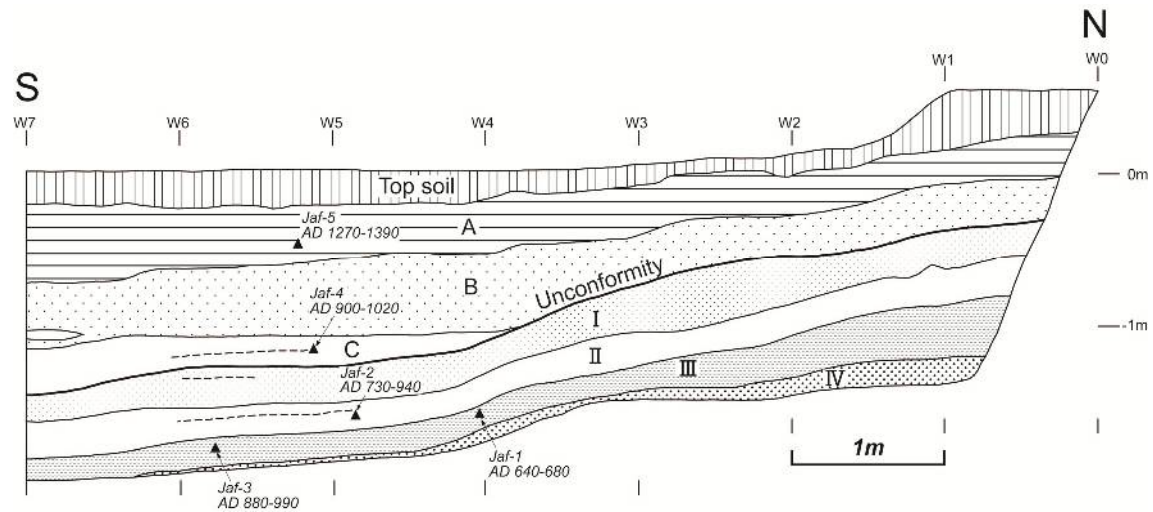 N
S
W1
W0
W7
W6
W5
W4
W3
W2
Top soil
0m
Jaf-5
AD 1270-1390
A
B
Unconformity
Jaf-4
AD 900-1020
I
-1m
C
II
Jaf-2
AD 730-940
III
IV
1m
Jaf-1
AD 640-680
Jaf-3
AD 880-990